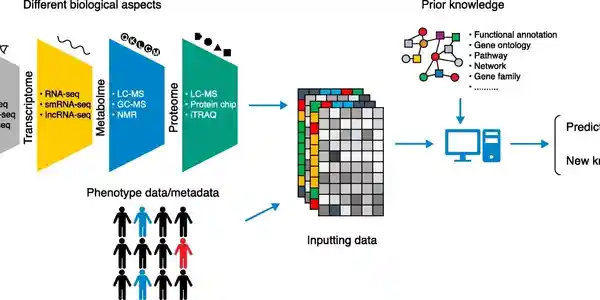 Different biological aspects
Prior knowledge
OKLCM
• Functional annotation
• Gene ontology
• Pathway
• Network
• Gene family
• ..........
eq
-seq
seq
Transcriptome
• RNA-seq
• smRNA-seq
• lncRNA-seq
Metabolme
• LC-MS
• GC-MS
• NMR
Proteome
• LC-MS
• Protein chip
• iTRAQ
Predict
New kn
Phenotype data/metadata
Inputting data